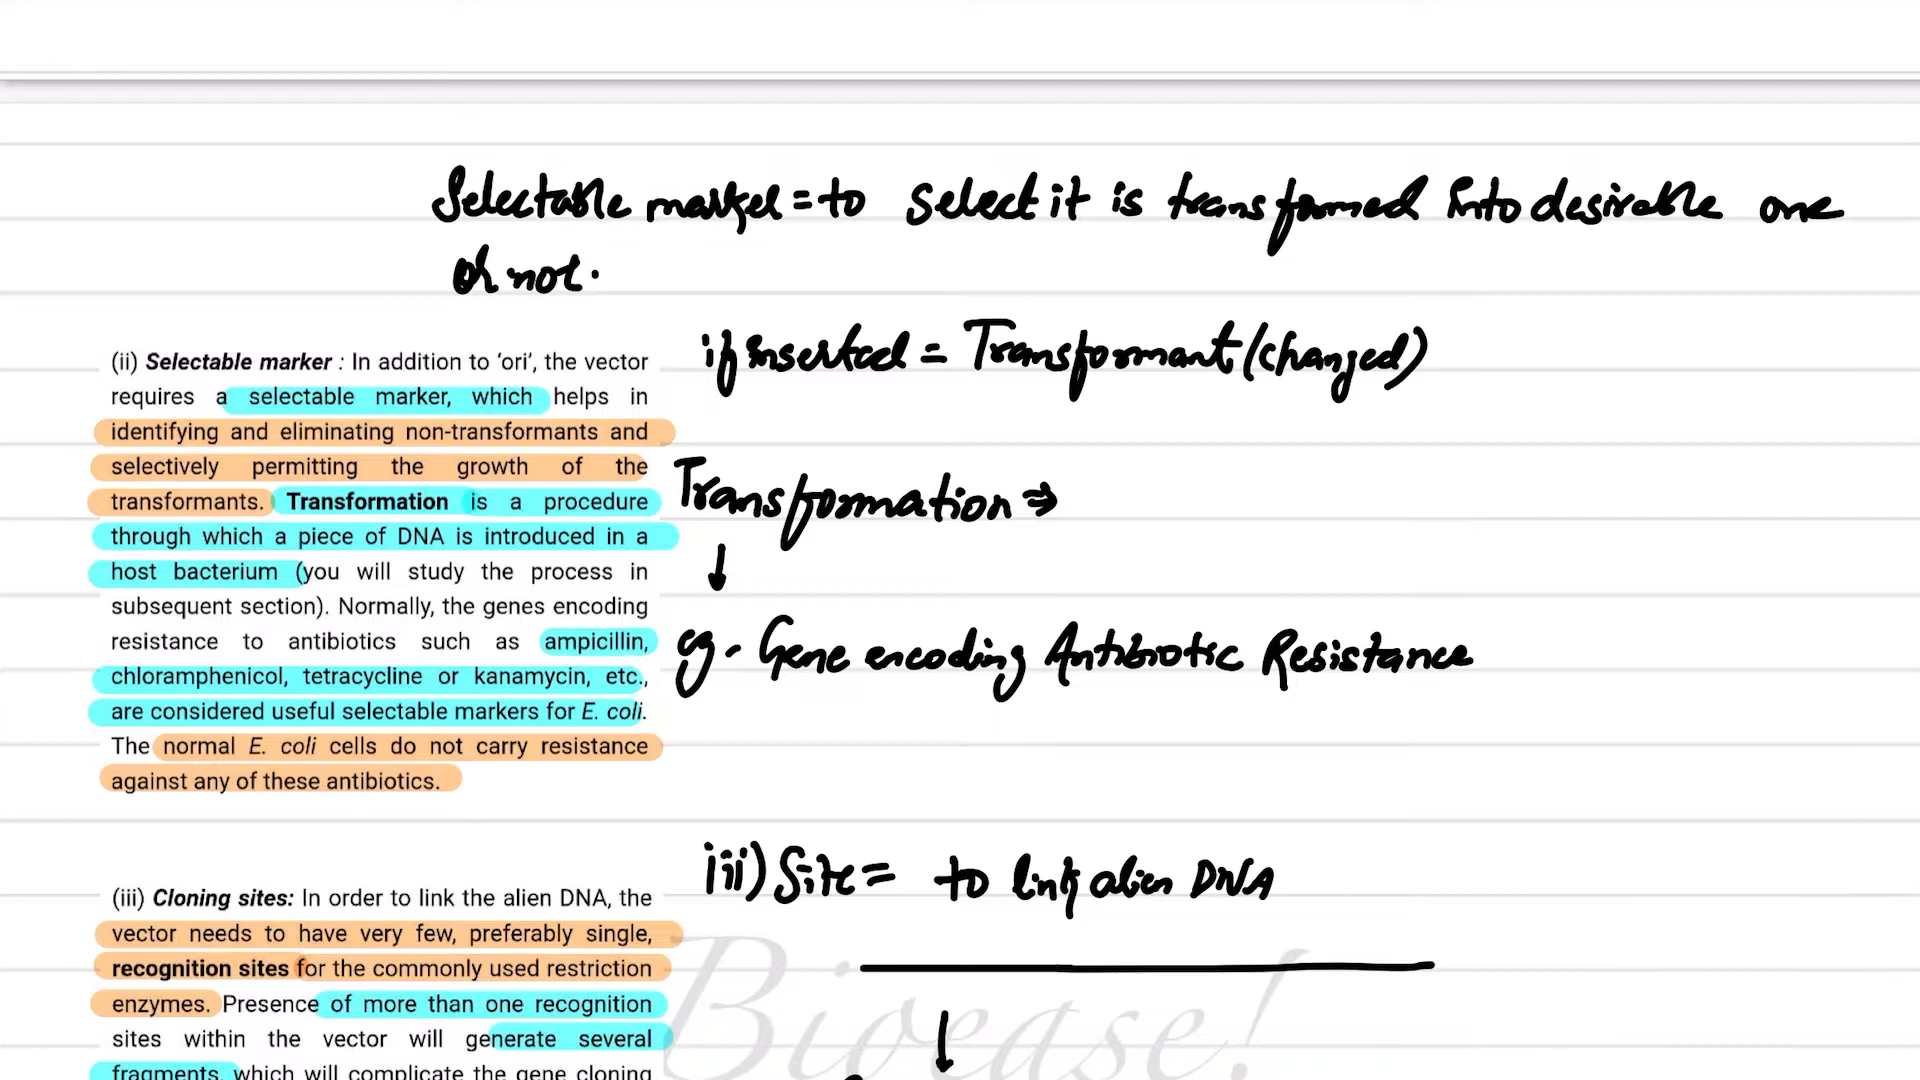 Selectable marker = to select it is transformed into desirable one
or not.
(ii) Selectable marker : In addition to ‘ori’, the vector
requires a selectable marker, which helps in
identifying and eliminating non-transformants and
selectively permitting the growth of the
transformants. Transformation is a procedure
through which a piece of DNA is introduced in a
host bacterium (you will study the process in
subsequent section). Normally, the genes encoding
resistance to antibiotics such as ampicillin,
chloramphenicol, tetracycline or kanamycin, etc.,
are considered useful selectable markers for E. coli.
The normal E. coli cells do not carry resistance
against any of these antibiotics.
if inserted = Transformant (changed)
Transformation ⇒
↓
eg - Gene encoding Antibiotic Resistance
(iii) Cloning sites: In order to link the alien DNA, the
vector needs to have very few, preferably single,
recognition sites for the commonly used restriction
enzymes. Presence of more than one recognition
sites within the vector will generate several
fragments, which will complicate the gene cloning
iii) Site = to link alien DNA
↓
Bioease!